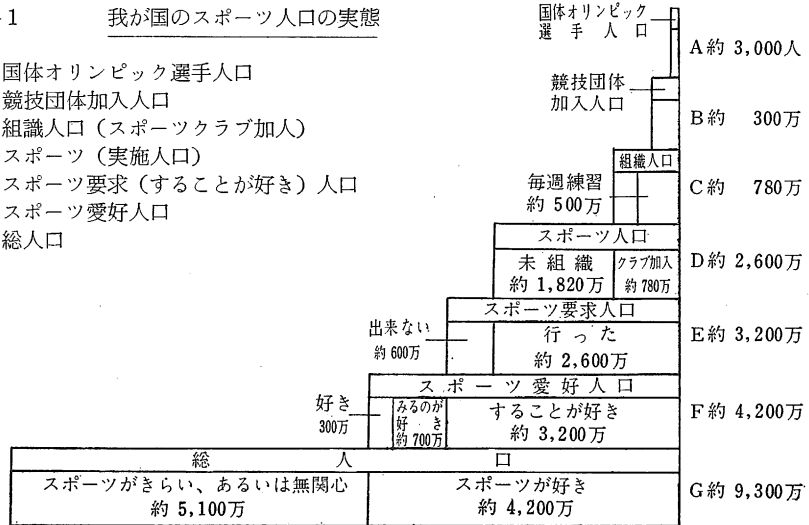 1 我が国のスポーツ人口の実態
国体オリンピック選手人口
競技団体加入人口
組識人口（スポーツクラブ加入）
スポーツ（実施人口）
スポーツ要求（することが好き）人口
スポーツ愛好人口
総人口
国体オリンピック
選手人口
A約 3,000人
競技団体
加入人口
B約 300万
組織人口
毎週練習
約 500万
C約 780万
スポーツ人口
未組織
約 1,820万
クラブ加入
約 780万
D約 2,600万
スポーツ要求人口
出来ない
約 600万
行った
約 2,600万
E約 3,200万
スポーツ愛好人口
好き
300万
みるのが
好き
約 700万
することが好き
約 3,200万
F約 4,200万
総人口
スポーツがきらい、あるいは無関心
約 5,100万
スポーツが好き
約 4,200万
G約 9,300万